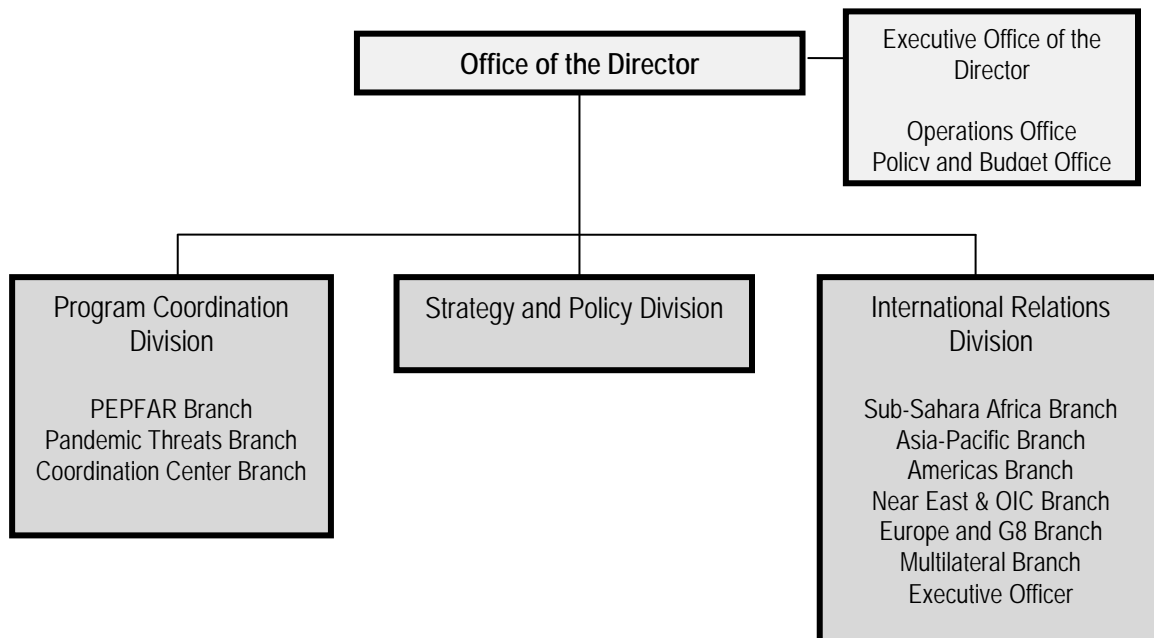 Office of the Director
Executive Office of the
Director
Operations Office
Policy and Budget Office
Program Coordination
Division
PEPFAR Branch
Pandemic Threats Branch
Coordination Center Branch
Strategy and Policy Division
International Relations
Division
Sub-Sahara Africa Branch
Asia-Pacific Branch
Americas Branch
Near East & OIC Branch
Europe and G8 Branch
Multilateral Branch
Executive Officer